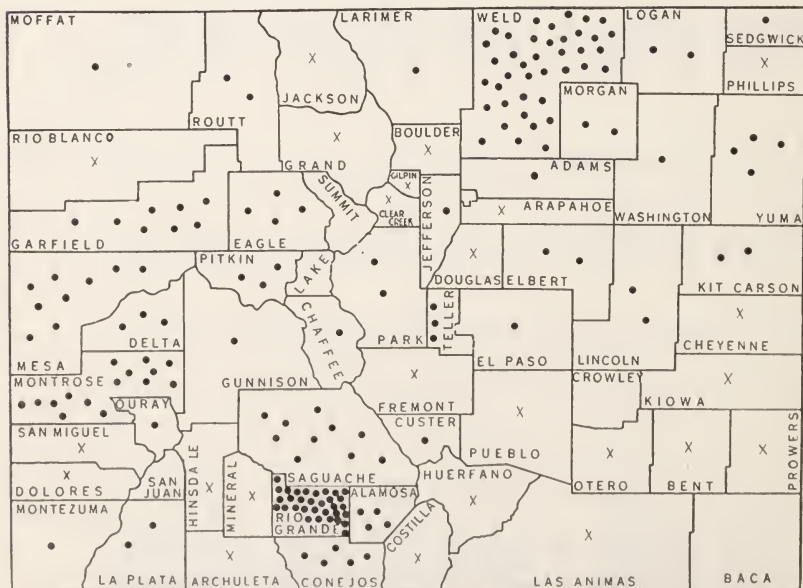 MOFFAT
LARIMER
WELD
LOGAN
SEDGWICK
X
PHILLIPS
X
JACKSON
ROUTT
MORGAN
RIO BLANCO
X
X
GRAND
BOULDER
X
GILPIN
X
ADAMS
SUMMIT
X
CLEAR
CREEK
JEFFERSON
X
ARAPAHOE
WASHINGTON
YUMA
GARFIELD
EAGLE
PITKIN
LAKE
X
DOUGLAS
ELBERT
KIT CARSON
CHAFFEE
TELLER
X
DELTA
PARK
CHEYENNE
MESA
GUNNISON
EL PASO
LINCOLN
MONTROSE
CROWLEY
X
KIOWA
OURAY
X
FREMONT
X
SAN MIGUEL
X
CUSTER
PUEBLO
X
X
X
PROWERS
HINSDALE
X
MINERAL
X
SAGUACHE
HUERFANO
X
OTERO
BENT
X
DOLORES
SAN
JUAN
ALAMOSA
MONTEZUMA
RIO
GRANDE
COSTILLA
X
X
X
LA PLATA
ARCHULETA
CONEJOS
LAS ANIMAS
BACA